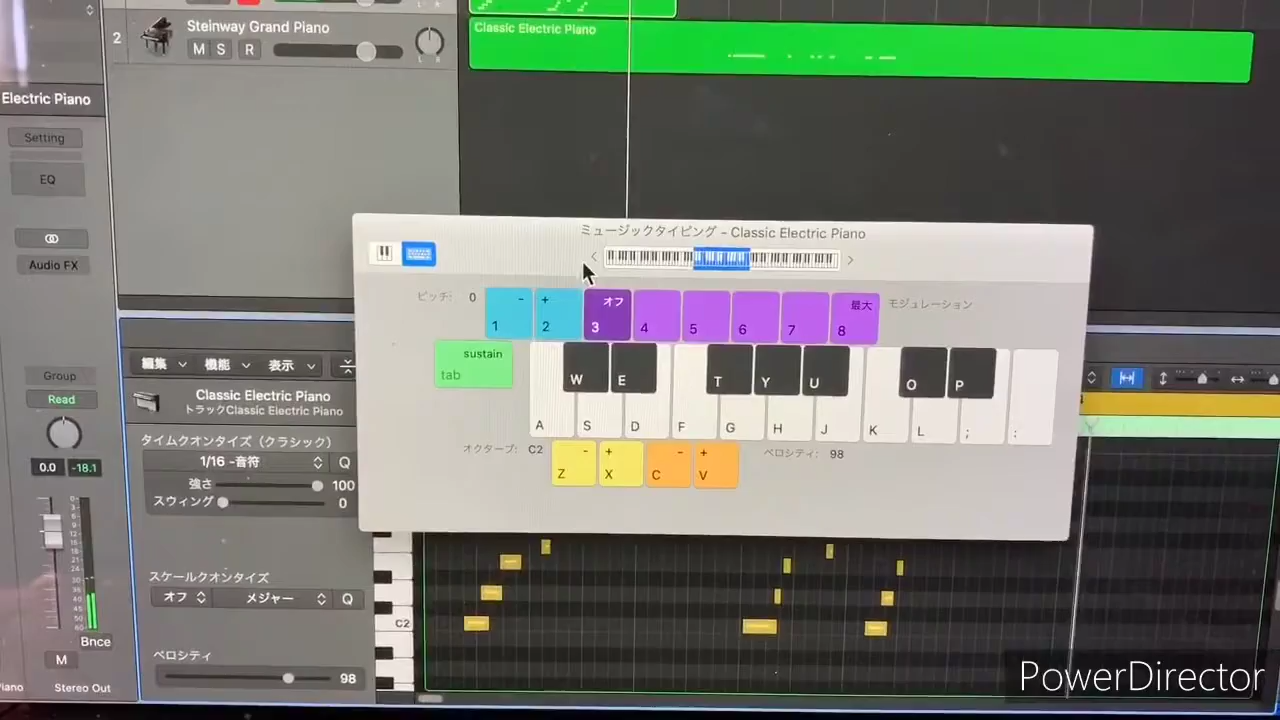 Steinway Grand Piano
2
M S R
L R
Classic Electric Piano
Electric Piano
Setting
EQ
Audio FX
Group
Read
0.0 -18.1
Bnce
M
Stereo Out
ミュージックタイピング – Classic Electric Piano
ピッチ: 0
- + オフ 最大 モジュレーション
1 2 3 4 5 6 7 8
sustain
tab
W E T Y U O P
A S D F G H J K L ; :
オクターブ: C2 - + - + ベロシティ: 98
Z X C V
編集 機能 表示
Classic Electric Piano
トラックClassic Electric Piano
タイムクオンタイズ（クラシック）
1/16 -音符 Q
強さ 100
スウィング 0
スケールクオンタイズ
オフ メジャー Q
ベロシティ
98
C2
PowerDirector